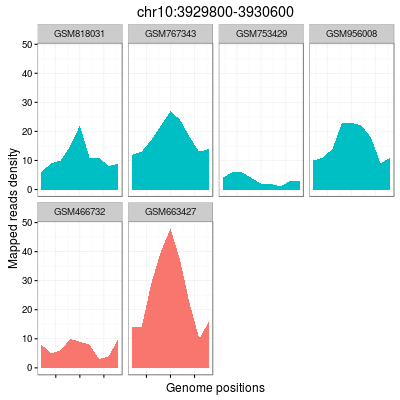 chr10:3929800-3930600
GSM818031 GSM767343 GSM753429 GSM956008
50
40
30
20
10
0
GSM466732 GSM663427
50
40
30
20
10
0
Mapped reads density
Genome positions